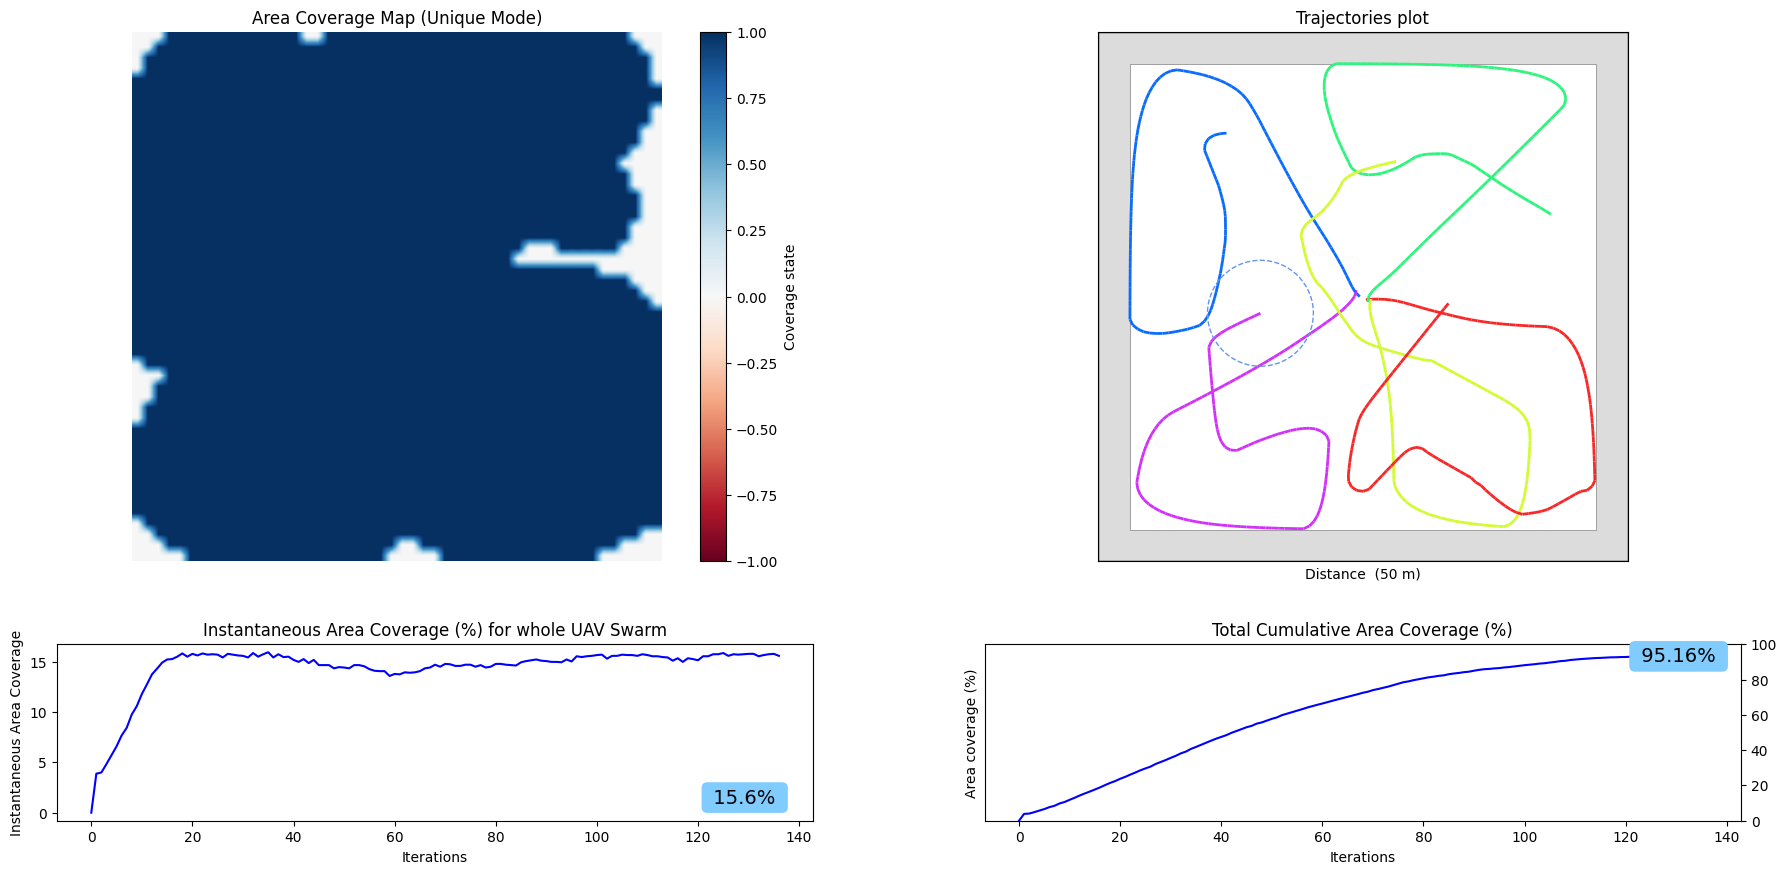 Area Coverage Map (Unique Mode)
1.00
0.75
0.50
0.25
0.00
−0.25
−0.50
−0.75
−1.00
Coverage state
Trajectories plot
Distance  (50 m)
Instantaneous Area Coverage (%) for whole UAV Swarm
Instantaneous Area Coverage
15
10
5
0
15.6%
0 20 40 60 80 100 120 140
Iterations
Total Cumulative Area Coverage (%)
Area coverage (%)
95.16%
100
80
60
40
20
0
0 20 40 60 80 100 120 140
Iterations